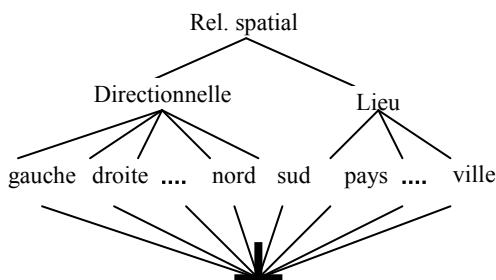 Rel. spatial
Directionnelle Lieu
gauche droite .... nord sud pays .... ville